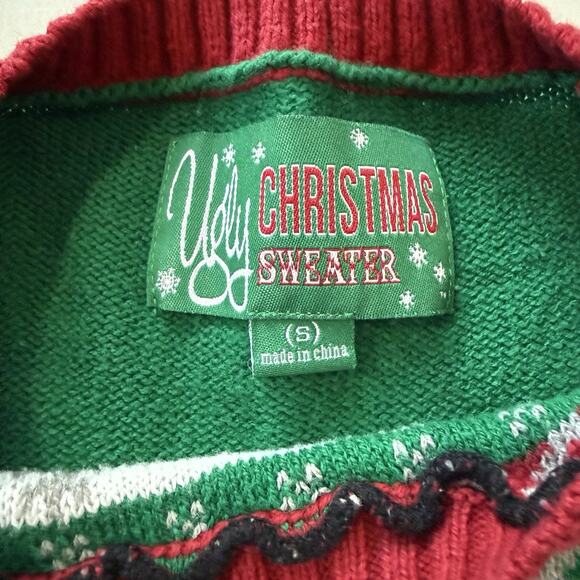 Ugly CHRISTMAS
SWEATER
(S)
made in china